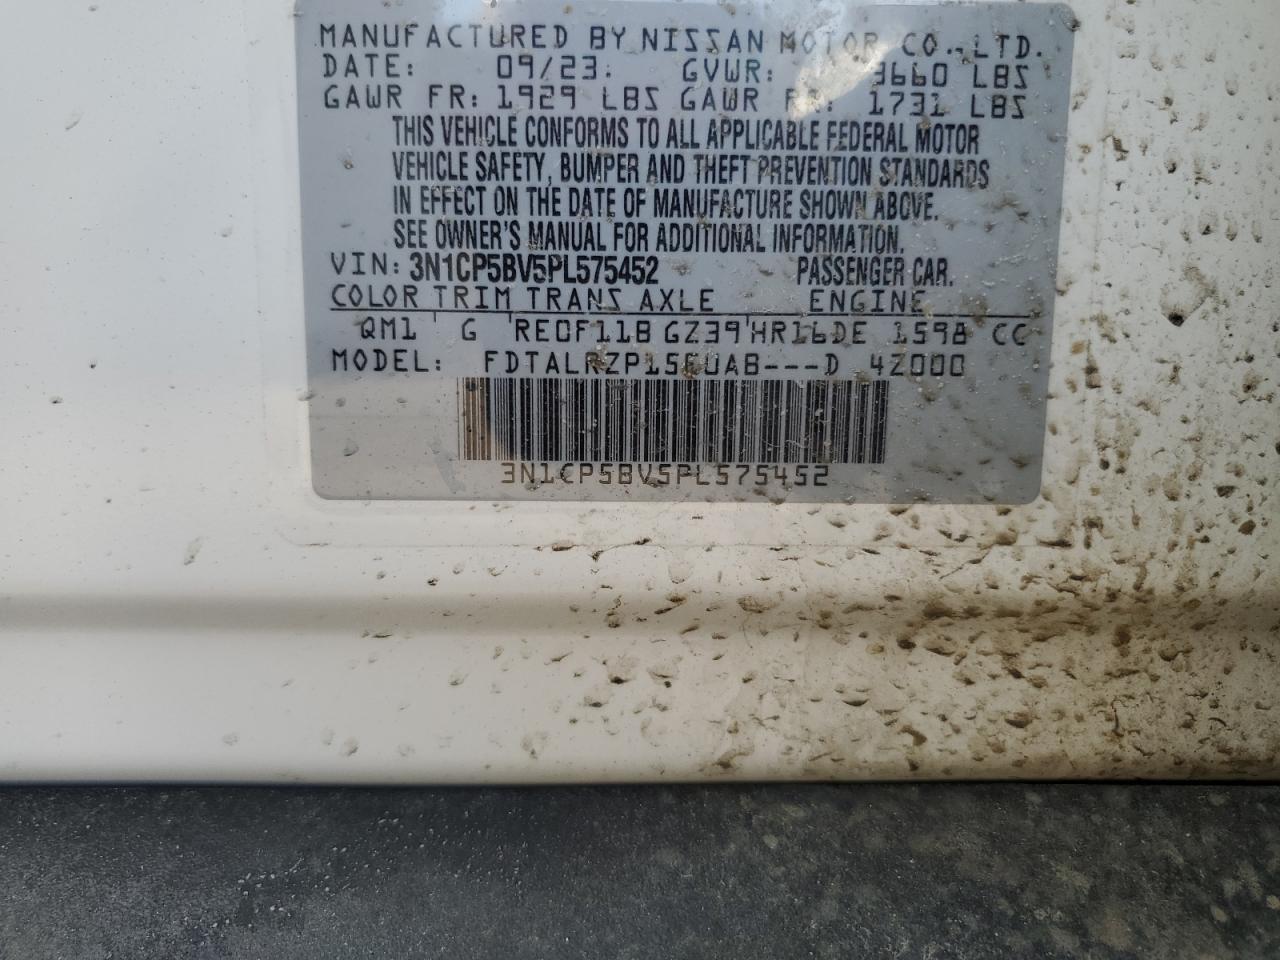 MANUFACTURED BY NISSAN MOTOR CO., LTD.
DATE: 09/23. GVWR: 3660 LBS
GAWR FR: 1929 LBS GAWR RR: 1731 LBS
THIS VEHICLE CONFORMS TO ALL APPLICABLE FEDERAL MOTOR
VEHICLE SAFETY, BUMPER AND THEFT PREVENTION STANDARDS
IN EFFECT ON THE DATE OF MANUFACTURE SHOWN ABOVE.
SEE OWNER'S MANUAL FOR ADDITIONAL INFORMATION.
VIN: 3N1CP5BV5PL575452 PASSENGER CAR.
COLOR TRIM TRANS AXLE ENGINE
QM1 G RE0F11B GZ39 HR16DE 1598 CC
MODEL: ---D 4Z000
3N1CP5BV5PL575452